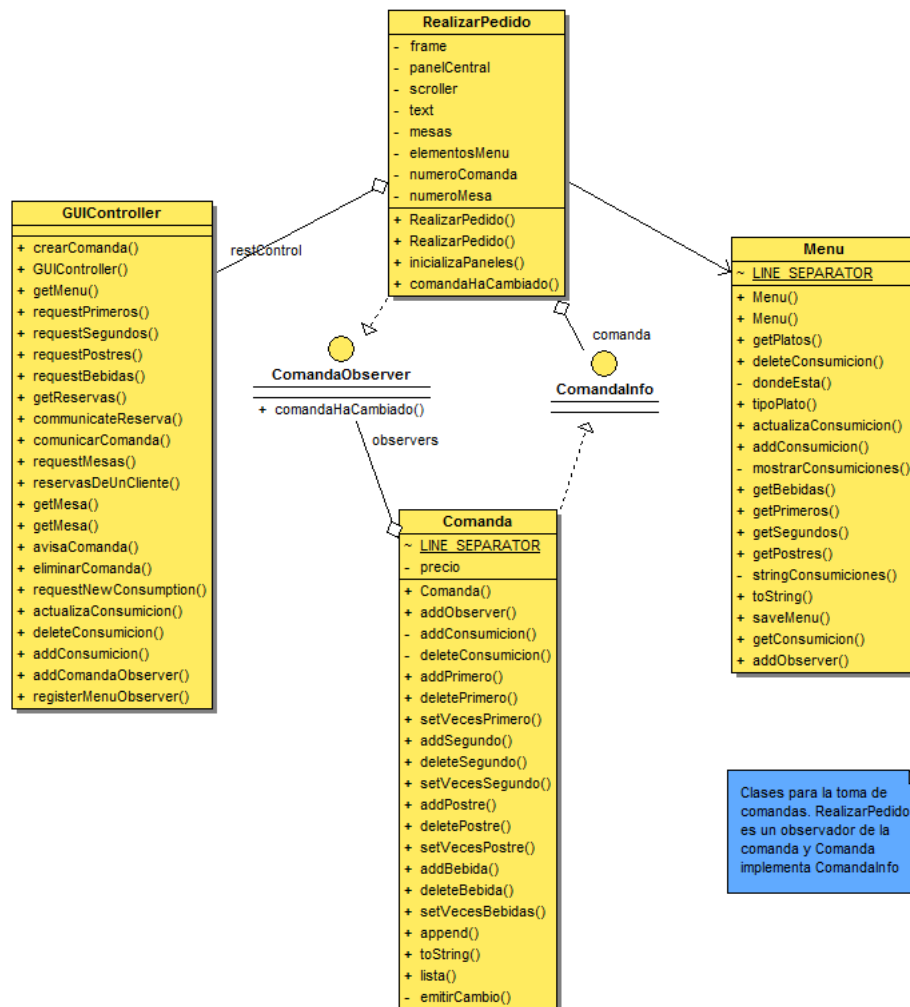 RealizarPedido
- frame
- panelCentral
- scroller
- text
- mesas
- elementosMenu
- numeroComanda
- numeroMesa
+ RealizarPedido()
+ RealizarPedido()
+ inicializaPaneles()
+ comandaHaCambiado()
GUIController
+ crearComanda()
+ GUIController()
+ getMenu()
+ requestPrimeros()
+ requestSegundos()
+ requestPostres()
+ requestBebidas()
+ getReservas()
+ communicateReserva()
+ comunicarComanda()
+ requestMesas()
+ reservasDeUnCliente()
+ getMesa()
+ getMesa()
+ avisaComanda()
+ eliminarComanda()
+ requestNewConsumption()
+ actualizaConsumicion()
+ deleteConsumicion()
+ addConsumicion()
+ addComandaObserver()
+ registerMenuObserver()
restControl
ComandaObserver
+ comandaHaCambiado()
observers
comanda
ComandaInfo
Menu
~ LINE_SEPARATOR
+ Menu()
+ Menu()
+ getPlatos()
+ deleteConsumicion()
- dondeEsta()
+ tipoPlato()
+ actualizaConsumicion()
+ addConsumicion()
- mostrarConsumiciones()
+ getBebidas()
+ getPrimeros()
+ getSegundos()
+ getPostres()
- stringConsumiciones()
+ toString()
+ saveMenu()
+ getConsumicion()
+ addObserver()
Comanda
~ LINE_SEPARATOR
- precio
+ Comanda()
+ addObserver()
- addConsumicion()
- deleteConsumicion()
+ addPrimero()
+ deletePrimero()
+ setVecesPrimero()
+ addSegundo()
+ deleteSegundo()
+ setVecesSegundo()
+ addPostre()
+ deletePostre()
+ setVecesPostre()
+ addBebida()
+ deleteBebida()
+ setVecesBebidas()
+ append()
+ toString()
+ lista()
- emitirCambio()
Clases para la toma de
comandas. RealizarPedido
es un observador de la
comanda y Comanda
implementa ComandaInfo